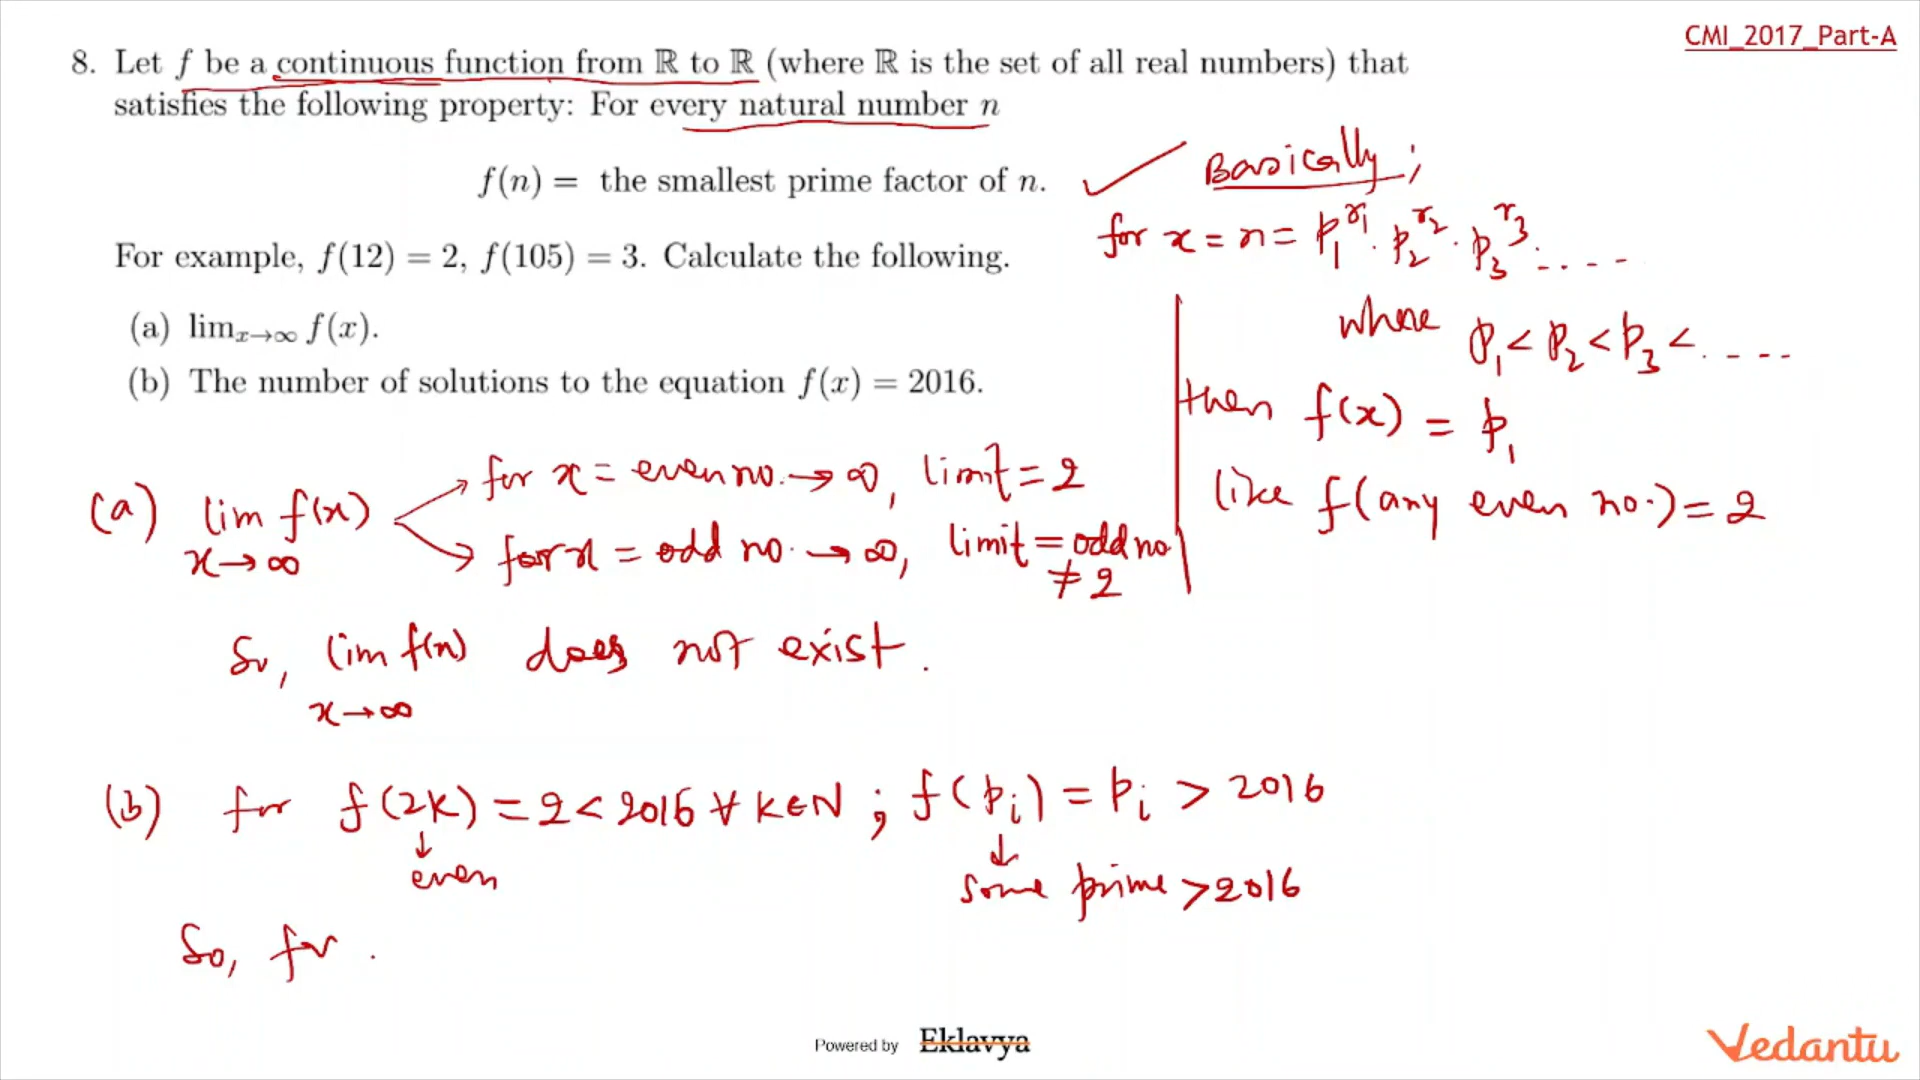 CMI_2017_Part-A
8. Let f be a continuous function from ℝ to ℝ (where ℝ is the set of all real numbers) that
satisfies the following property: For every natural number n
f(n) = the smallest prime factor of n.
For example, f(12) = 2, f(105) = 3. Calculate the following.
(a) lim_{x→∞} f(x).
(b) The number of solutions to the equation f(x) = 2016.
Basically;
for x = n = p₁^{r₁} · p₂^{r₂} · p₃^{r₃} ....
where p₁ < p₂ < p₃ < ....
then f(x) = p₁
like f(any even no.) = 2
(a) lim f(x)
x→∞
for x = even no. → ∞, limit = 2
for x = odd no. → ∞, limit = odd no
≠ 2
So, lim f(x) does not exist.
x→∞
(b) for f(2k) = 2 < 2016 ∀ k∈N ; f(pᵢ) = pᵢ > 2016
↓ even
↓ some prime > 2016
So, for .
Powered by Eklavya
Vedantu